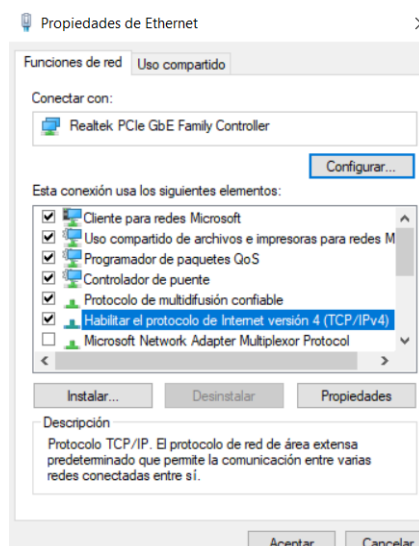 Propiedades de Ethernet
Funciones de red Uso compartido
Conectar con:
Realtek PCIe GbE Family Controller
Configurar...
Esta conexión usa los siguientes elementos:
Cliente para redes Microsoft
Uso compartido de archivos e impresoras para redes M
Programador de paquetes QoS
Controlador de puente
Protocolo de multidifusión confiable
Habilitar el protocolo de Internet versión 4 (TCP/IPv4)
Microsoft Network Adapter Multiplexor Protocol
Instalar... Desinstalar Propiedades
Descripción
Protocolo TCP/IP. El protocolo de red de área extensa
predeterminado que permite la comunicación entre varias
redes conectadas entre sí.
Aceptar Cancelar